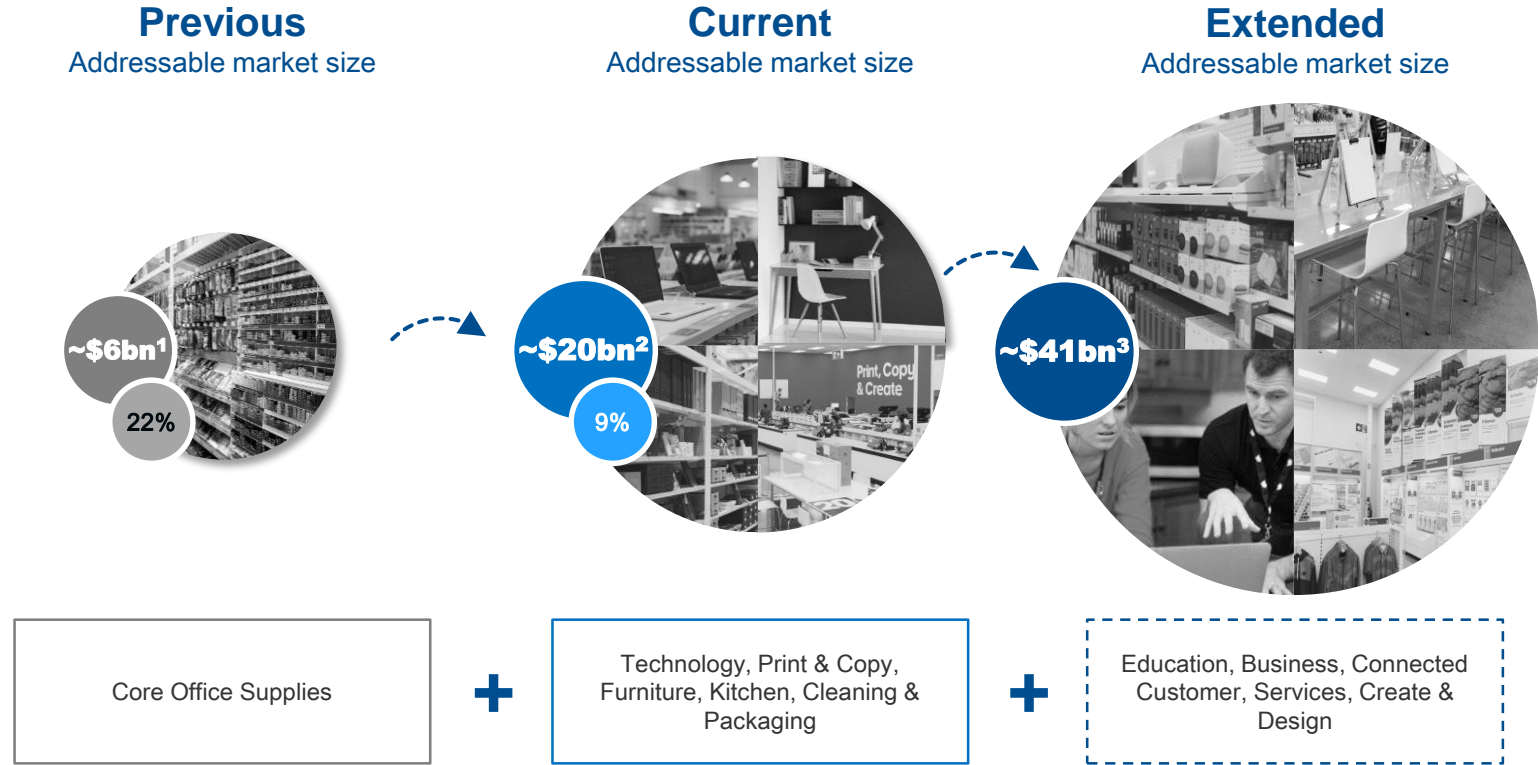 Previous
Addressable market size
Current
Addressable market size
Extended
Addressable market size
~$6bn¹
22%
~$20bn²
9%
~$41bn³
Print, Copy
& Create
Core Office Supplies
+
Technology, Print & Copy,
Furniture, Kitchen, Cleaning &
Packaging
+
Education, Business, Connected
Customer, Services, Create &
Design